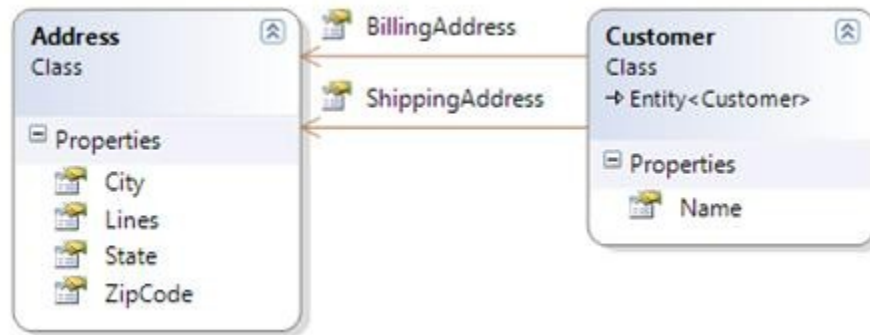 Address
Class
Properties
City
Lines
State
ZipCode
BillingAddress
ShippingAddress
Customer
Class
Entity<Customer>
Properties
Name